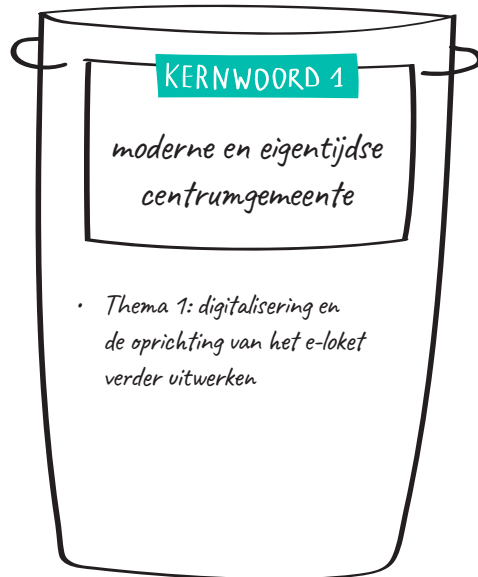 KERNWOORD 1
moderne en eigentijdse
centrumgemeente
• Thema 1: digitalisering en
de oprichting van het e-loket
verder uitwerken